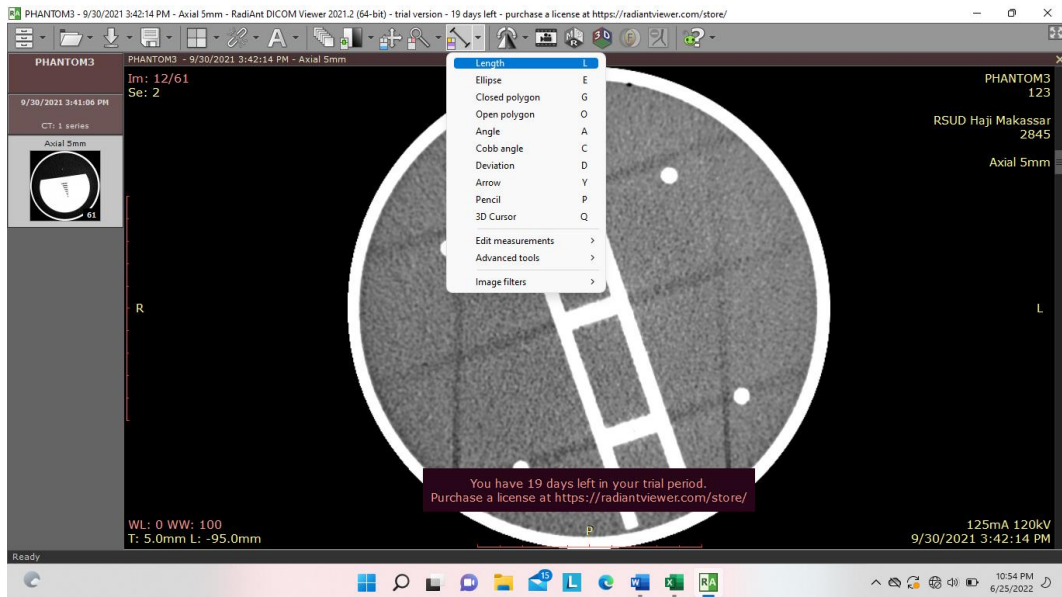 PHANTOM3 - 9/30/2021 3:42:14 PM - Axial 5mm - RadiAnt DICOM Viewer 2021.2 (64-bit) - trial version - 19 days left - purchase a license at https://radiantviewer.com/store/
PHANTOM3
9/30/2021 3:41:06 PM
CT: 1 series
Axial 5mm
61
PHANTOM3 - 9/30/2021 3:42:14 PM - Axial 5mm
Im: 12/61
Se: 2
PHANTOM3
123
RSUD Haji Makassar
2845
Axial 5mm
Length L
Ellipse E
Closed polygon G
Open polygon O
Angle A
Cobb angle C
Deviation D
Arrow Y
Pencil P
3D Cursor Q
Edit measurements
Advanced tools
Image filters
R
L
You have 19 days left in your trial period.
Purchase a license at https://radiantviewer.com/store/
P
WL: 0 WW: 100
T: 5.0mm L: -95.0mm
125mA 120kV
9/30/2021 3:42:14 PM
Ready
15
10:54 PM
6/25/2022